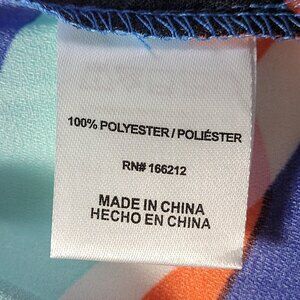 100% POLYESTER / POLIÉSTER
RN# 166212
MADE IN CHINA
HECHO EN CHINA